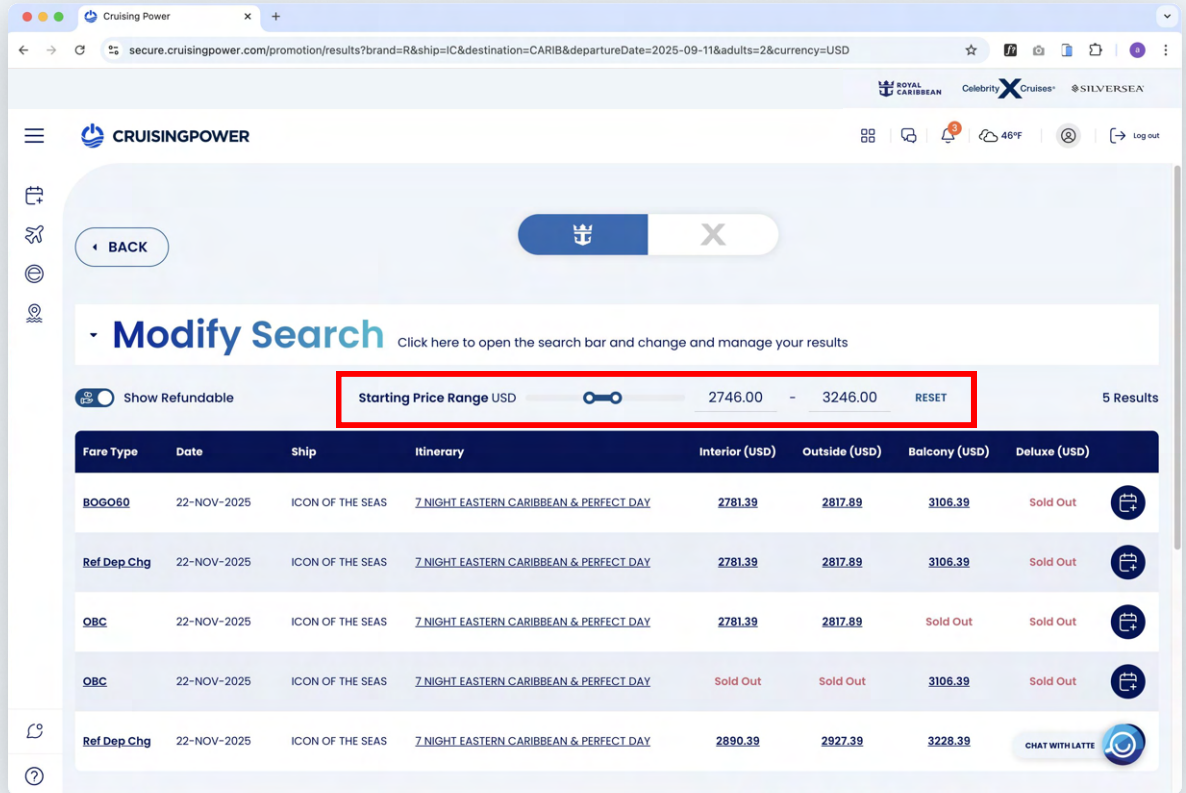 Cruising Power
secure.cruisingpower.com/promotion/results?brand=R&ship=IC&destination=CARIB&departureDate=2025-09-11&adults=2&currency=USD
f?
a
ROYAL CARIBBEAN Celebrity X Cruises® SILVERSEA
CRUISINGPOWER
3
46°F
Log out
BACK
X
Modify Search Click here to open the search bar and change and manage your results
Show Refundable Starting Price Range USD 2746.00 - 3246.00 RESET 5 Results
Fare Type Date Ship Itinerary Interior (USD) Outside (USD) Balcony (USD) Deluxe (USD)
BOGO60 22-NOV-2025 ICON OF THE SEAS 7 NIGHT EASTERN CARIBBEAN & PERFECT DAY 2781.39 2817.89 3106.39 Sold Out
Ref Dep Chg 22-NOV-2025 ICON OF THE SEAS 7 NIGHT EASTERN CARIBBEAN & PERFECT DAY 2781.39 2817.89 3106.39 Sold Out
OBC 22-NOV-2025 ICON OF THE SEAS 7 NIGHT EASTERN CARIBBEAN & PERFECT DAY 2781.39 2817.89 Sold Out Sold Out
OBC 22-NOV-2025 ICON OF THE SEAS 7 NIGHT EASTERN CARIBBEAN & PERFECT DAY Sold Out Sold Out 3106.39 Sold Out
Ref Dep Chg 22-NOV-2025 ICON OF THE SEAS 7 NIGHT EASTERN CARIBBEAN & PERFECT DAY 2890.39 2927.39 3228.39
CHAT WITH LATTE